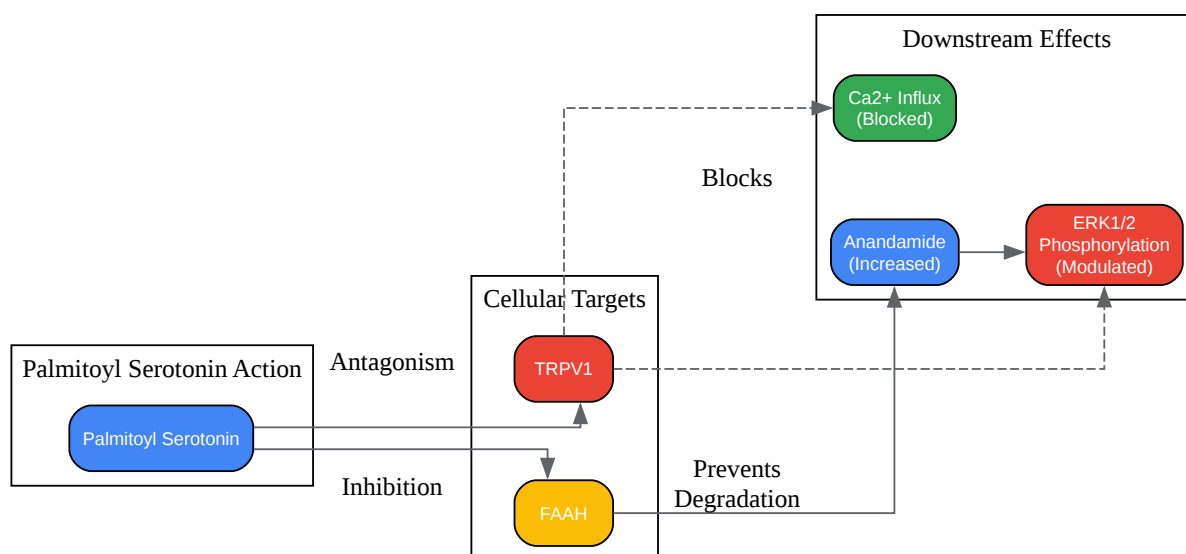 Downstream Effects
Ca2+ Influx
(Blocked)
Blocks
Anandamide
(Increased)
ERK1/2
Phosphorylation
(Modulated)
Cellular Targets
Palmitoyl Serotonin Action
Antagonism
TRPV1
Palmitoyl Serotonin
Inhibition
FAAH
Prevents
Degradation